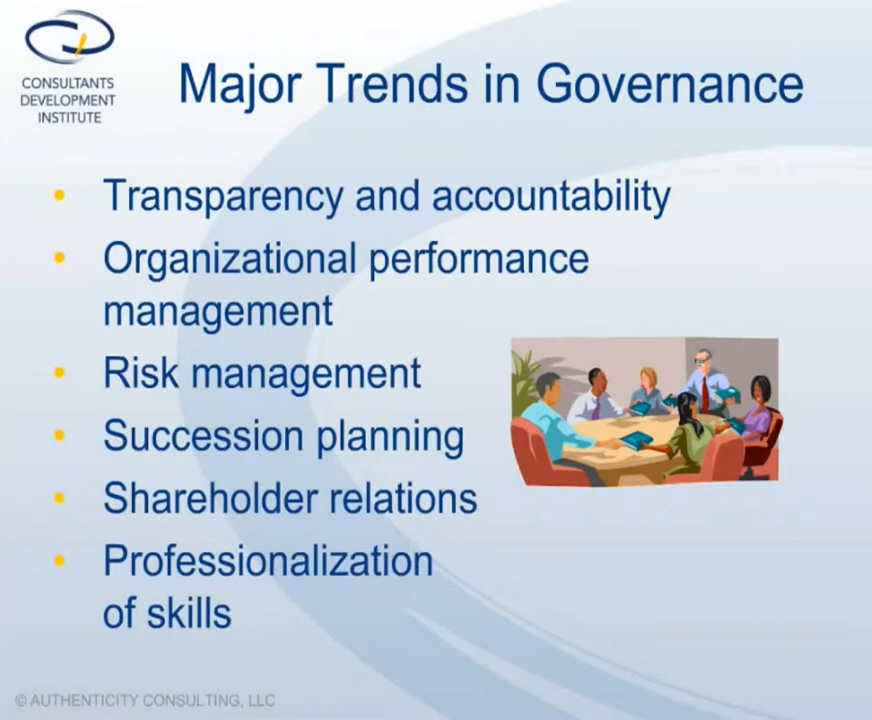 CONSULTANTS
DEVELOPMENT
INSTITUTE
Major Trends in Governance
• Transparency and accountability
• Organizational performance
management
• Risk management
• Succession planning
• Shareholder relations
• Professionalization
of skills
© AUTHENTICITY CONSULTING, LLC